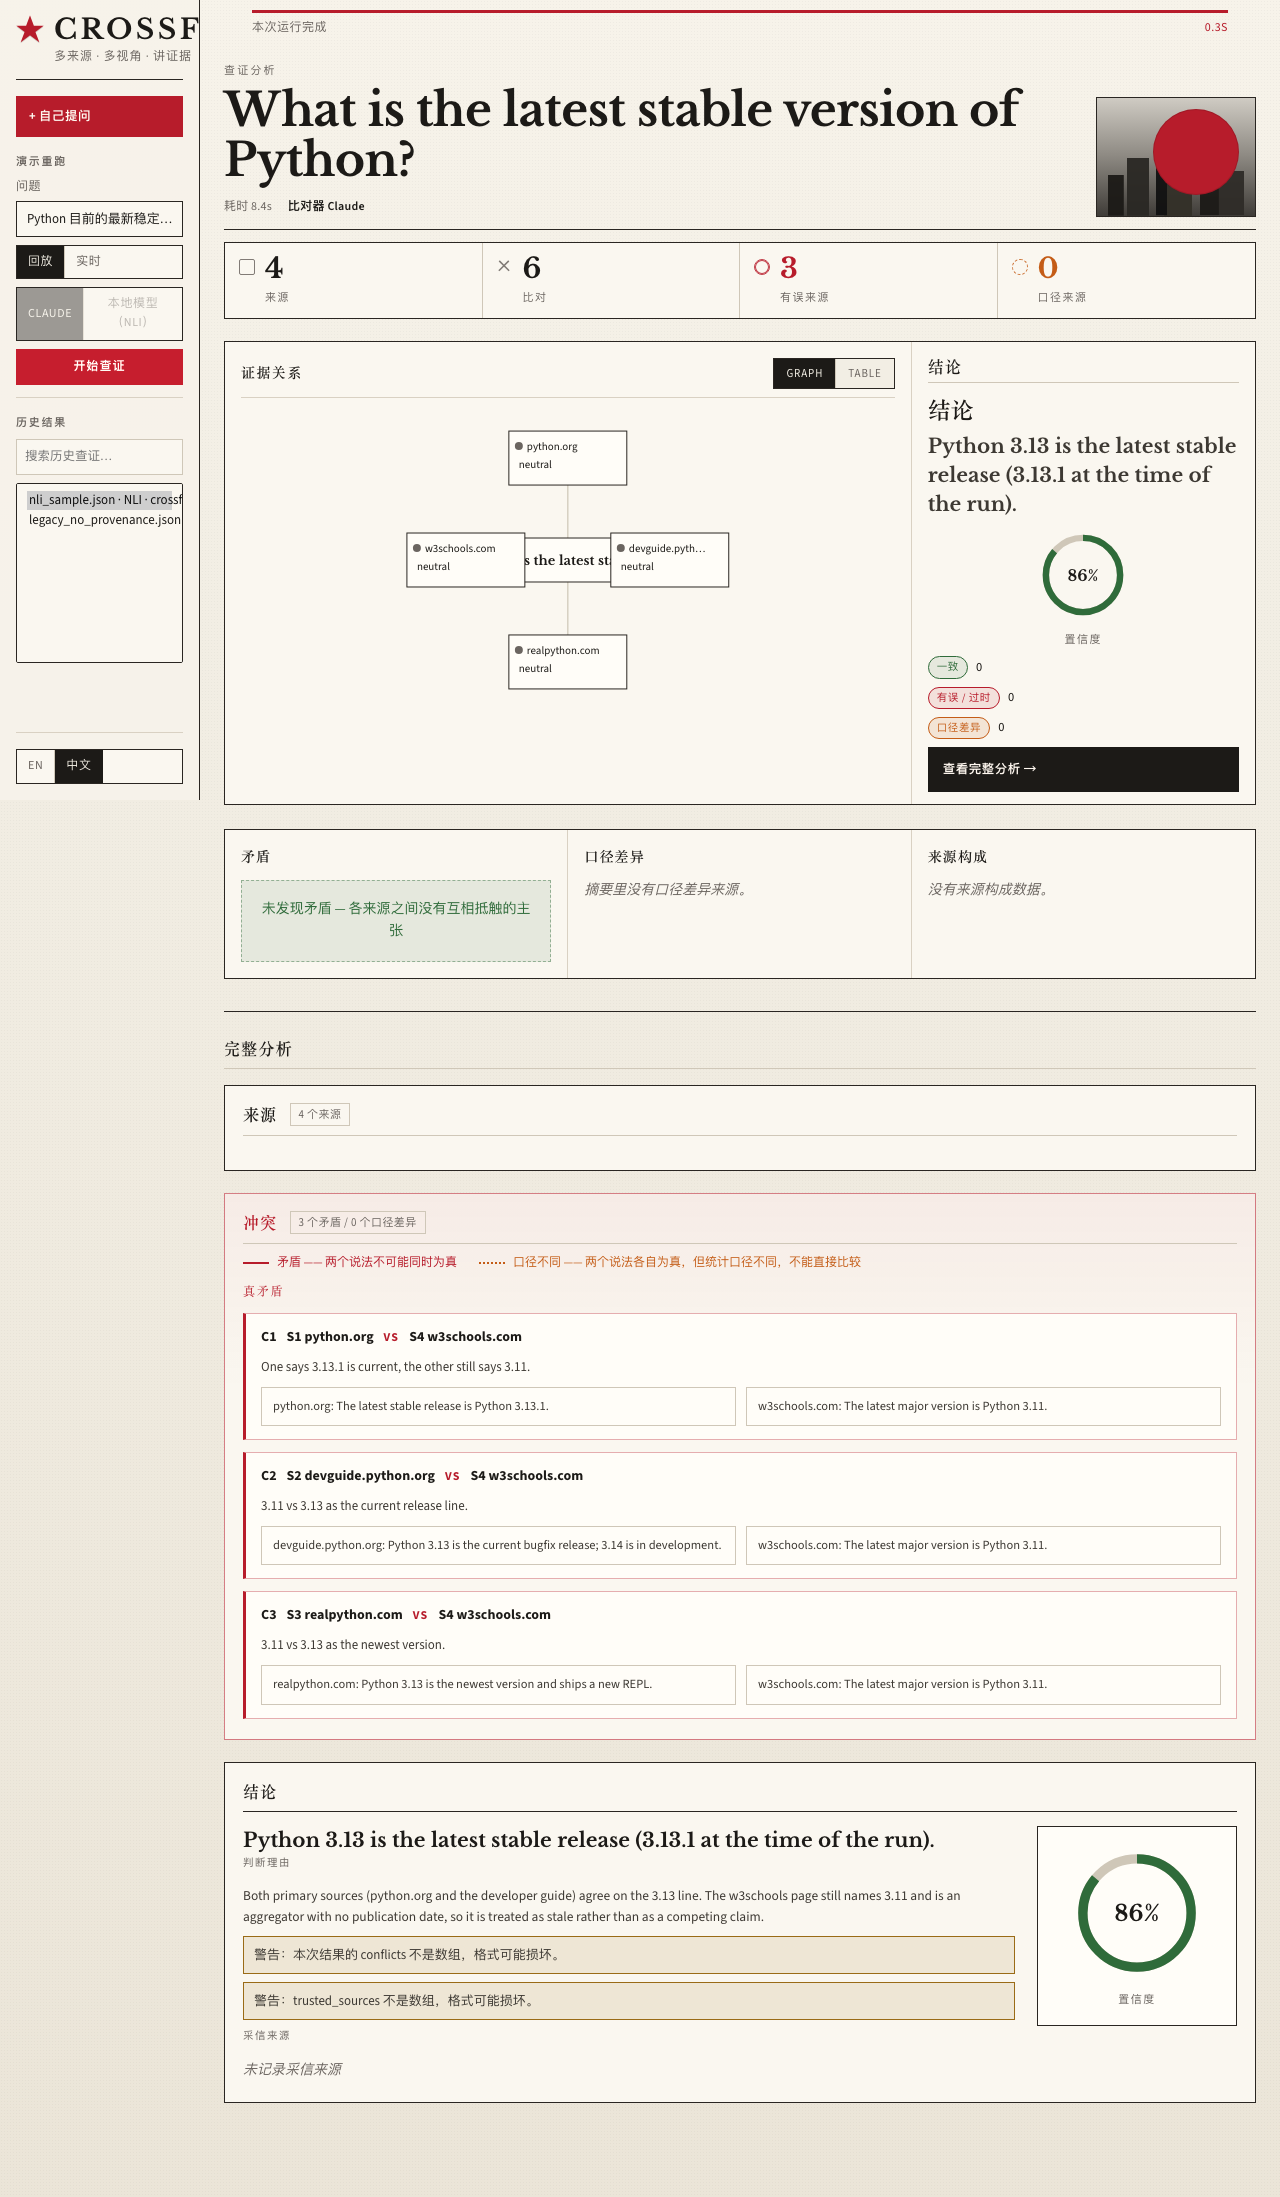 CROSSF
多来源 · 多视角 · 讲证据
+ 自己提问
演示重跑
问题
Python 目前的最新稳定…
回放 实时
CLAUDE 本地模型
(NLI)
开始查证
历史结果
搜索历史查证…
nli_sample.json · NLI · crossf
legacy_no_provenance.json
EN 中文
本次运行完成 0.3S
查证分析
What is the latest stable version of
Python?
耗时 8.4s 比对器 Claude
4 6 3 0
来源 比对 有误来源 口径来源
证据关系 GRAPH TABLE
python.org
neutral
w3schools.com
neutral
s the latest st
devguide.pyth…
neutral
realpython.com
neutral
结论
结论
Python 3.13 is the latest stable
release (3.13.1 at the time of
the run).
86%
置信度
一致 0
有误 / 过时 0
口径差异 0
查看完整分析 →
矛盾
未发现矛盾 — 各来源之间没有互相抵触的主
张
口径差异
摘要里没有口径差异来源。
来源构成
没有来源构成数据。
完整分析
来源 4 个来源
冲突 3 个矛盾 / 0 个口径差异
矛盾 —— 两个说法不可能同时为真 口径不同 —— 两个说法各自为真，但统计口径不同，不能直接比较
真矛盾
C1 S1 python.org VS S4 w3schools.com
One says 3.13.1 is current, the other still says 3.11.
python.org: The latest stable release is Python 3.13.1. w3schools.com: The latest major version is Python 3.11.
C2 S2 devguide.python.org VS S4 w3schools.com
3.11 vs 3.13 as the current release line.
devguide.python.org: Python 3.13 is the current bugfix release; 3.14 is in development. w3schools.com: The latest major version is Python 3.11.
C3 S3 realpython.com VS S4 w3schools.com
3.11 vs 3.13 as the newest version.
realpython.com: Python 3.13 is the newest version and ships a new REPL. w3schools.com: The latest major version is Python 3.11.
结论
Python 3.13 is the latest stable release (3.13.1 at the time of the run).
判断理由
Both primary sources (python.org and the developer guide) agree on the 3.13 line. The w3schools page still names 3.11 and is an
aggregator with no publication date, so it is treated as stale rather than as a competing claim.
警告：本次结果的 conflicts 不是数组，格式可能损坏。
警告：trusted_sources 不是数组，格式可能损坏。
采信来源
未记录采信来源
86%
置信度